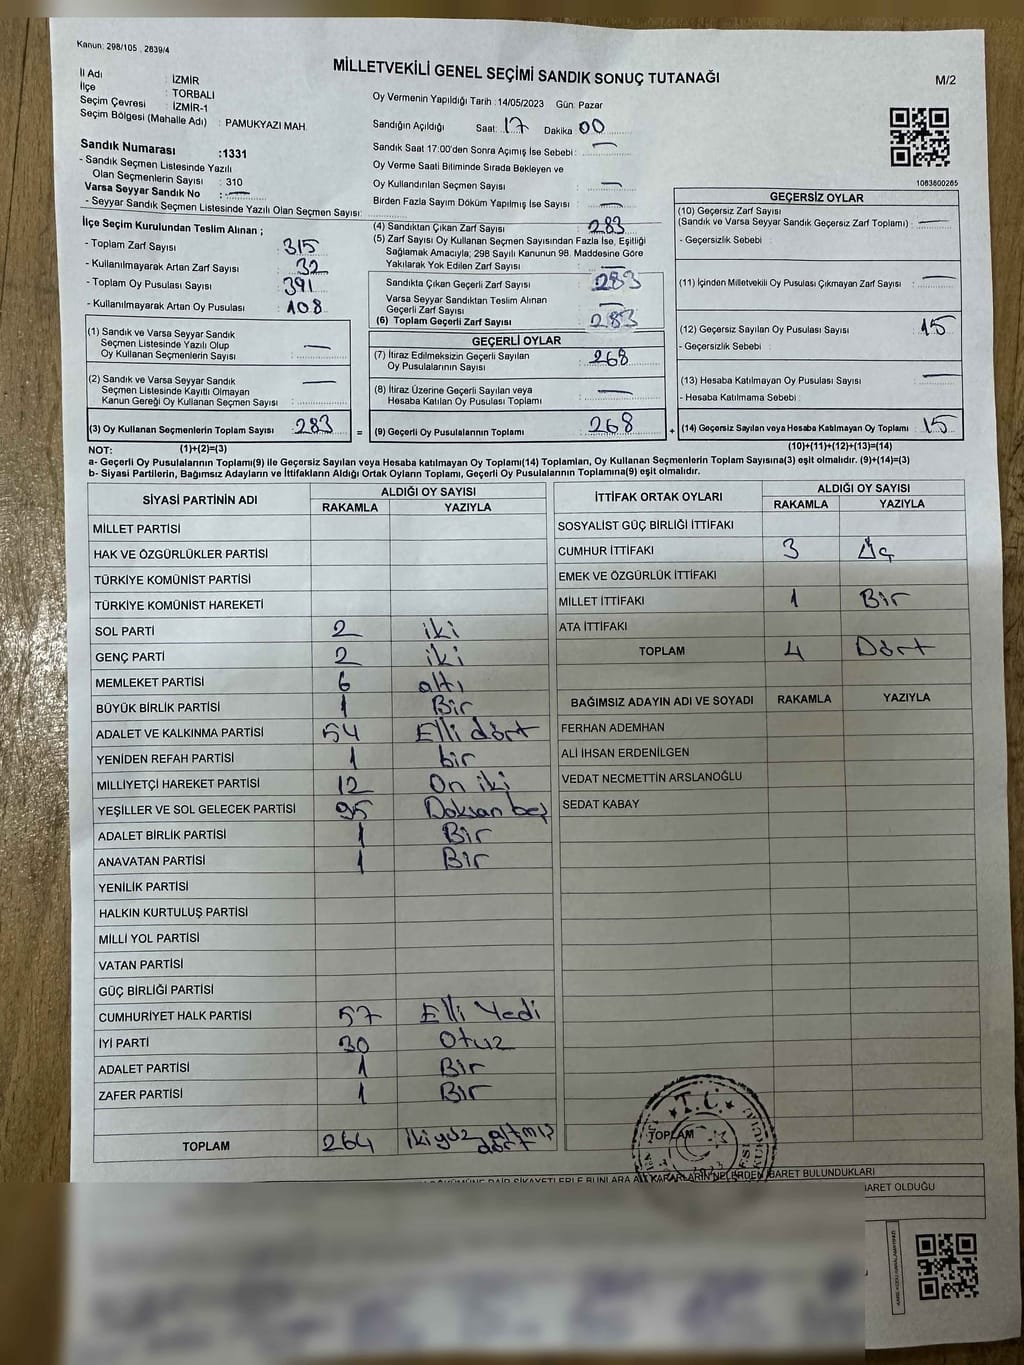 Kanun: 298/105 , 2839/4
MİLLETVEKİLİ GENEL SEÇİMİ SANDIK SONUÇ TUTANAĞI
M/2
İl Adı : İZMİR
İlçe : TORBALI
Seçim Çevresi : İZMİR-1
Seçim Bölgesi (Mahalle Adı) : PAMUKYAZI MAH.
Sandık Numarası :1331
- Sandık Seçmen Listesinde Yazılı
Olan Seçmenlerin Sayısı : 310
Varsa Seyyar Sandık No : —
- Seyyar Sandık Seçmen Listesinde Yazılı Olan Seçmen Sayısı:
İlçe Seçim Kurulundan Teslim Alınan ;
- Toplam Zarf Sayısı : 315
- Kullanılmayarak Artan Zarf Sayısı : 32
- Toplam Oy Pusulası Sayısı : 391
- Kullanılmayarak Artan Oy Pusulası : 108
(1) Sandık ve Varsa Seyyar Sandık
Seçmen Listesinde Yazılı Olup
Oy Kullanan Seçmenlerin Sayısı : —
(2) Sandık ve Varsa Seyyar Sandık
Seçmen Listesinde Kayıtlı Olmayan
Kanun Gereği Oy Kullanan Seçmen Sayısı : —
(3) Oy Kullanan Seçmenlerin Toplam Sayısı : 283
Oy Vermenin Yapıldığı Tarih :14/05/2023 Gün: Pazar
Sandığın Açıldığı Saat: 17 Dakika 00
Sandık Saat 17:00'den Sonra Açımış İse Sebebi : —
Oy Verme Saati Bitiminde Sırada Bekleyen ve
Oy Kullandırılan Seçmen Sayısı : —
Birden Fazla Sayım Döküm Yapılmış İse Sayısı : —
(4) Sandıktan Çıkan Zarf Sayısı : 283
(5) Zarf Sayısı Oy Kullanan Seçmen Sayısından Fazla İse, Eşitliği
Sağlamak Amacıyla, 298 Sayılı Kanunun 98. Maddesine Göre
Yakılarak Yok Edilen Zarf Sayısı : —
Sandıkta Çıkan Geçerli Zarf Sayısı : 283
Varsa Seyyar Sandıktan Teslim Alınan
Geçerli Zarf Sayısı : —
(6) Toplam Geçerli Zarf Sayısı : 283
GEÇERLİ OYLAR
(7) İtiraz Edilmeksizin Geçerli Sayılan
Oy Pusulalarının Sayısı : 268
(8) İtiraz Üzerine Geçerli Sayılan veya
Hesaba Katılan Oy Pusulası Toplamı : —
= (9) Geçerli Oy Pusulalarının Toplamı : 268
1083800265
GEÇERSİZ OYLAR
(10) Geçersiz Zarf Sayısı
(Sandık ve Varsa Seyyar Sandık Geçersiz Zarf Toplamı) : —
- Geçersizlik Sebebi :
(11) İçinden Milletvekili Oy Pusulası Çıkmayan Zarf Sayısı : —
(12) Geçersiz Sayılan Oy Pusulası Sayısı : 15
- Geçersizlik Sebebi :
(13) Hesaba Katılmayan Oy Pusulası Sayısı : —
- Hesaba Katılmama Sebebi :
+ (14) Geçersiz Sayılan veya Hesaba Katılmayan Oy Toplamı : 15
NOT: (1)+(2)=(3) (10)+(11)+(12)+(13)=(14)
a- Geçerli Oy Pusulalarının Toplamı(9) ile Geçersiz Sayılan veya Hesaba katılmayan Oy Toplamı(14) Toplamları, Oy Kullanan Seçmenlerin Toplam Sayısına(3) eşit olmalıdır. (9)+(14)=(3)
b- Siyasi Partilerin, Bağımsız Adayların ve İttifakların Aldığı Ortak Oyların Toplamı, Geçerli Oy Pusulalarının Toplamına(9) eşit olmalıdır.
SİYASİ PARTİNİN ADI ALDIĞI OY SAYISI
RAKAMLA YAZIYLA
MİLLET PARTİSİ
HAK VE ÖZGÜRLÜKLER PARTİSİ
TÜRKİYE KOMÜNİST PARTİSİ
TÜRKİYE KOMÜNİST HAREKETİ
SOL PARTİ 2 iki
GENÇ PARTİ 2 iki
MEMLEKET PARTİSİ 6 altı
BÜYÜK BİRLİK PARTİSİ 1 Bir
ADALET VE KALKINMA PARTİSİ 54 Elli dört
YENİDEN REFAH PARTİSİ 1 bir
MİLLİYETÇİ HAREKET PARTİSİ 12 On iki
YEŞİLLER VE SOL GELECEK PARTİSİ 95 Doksan beş
ADALET BİRLİK PARTİSİ 1 Bir
ANAVATAN PARTİSİ 1 Bir
YENİLİK PARTİSİ
HALKIN KURTULUŞ PARTİSİ
MİLLİ YOL PARTİSİ
VATAN PARTİSİ
GÜÇ BİRLİĞİ PARTİSİ
CUMHURİYET HALK PARTİSİ 57 Elli Yedi
İYİ PARTİ 30 Otuz
ADALET PARTİSİ 1 Bir
ZAFER PARTİSİ 1 Bir
TOPLAM 264 İkiyüz altmış dört
İTTİFAK ORTAK OYLARI ALDIĞI OY SAYISI
RAKAMLA YAZIYLA
SOSYALİST GÜÇ BİRLİĞİ İTTİFAKI
CUMHUR İTTİFAKI 3 Üç
EMEK VE ÖZGÜRLÜK İTTİFAKI
MİLLET İTTİFAKI 1 Bir
ATA İTTİFAKI
TOPLAM 4 Dört
BAĞIMSIZ ADAYIN ADI VE SOYADI RAKAMLA YAZIYLA
FERHAN ADEMHAN
ALİ İHSAN ERDENİLGEN
VEDAT NECMETTİN ARSLANOĞLU
SEDAT KABAY
TOPLAM
T.C.
ŞİKAYETLERLE BUNLARA AİT KARARLARIN NELERDEN İBARET BULUNDUKLARI
BARET OLDUĞU